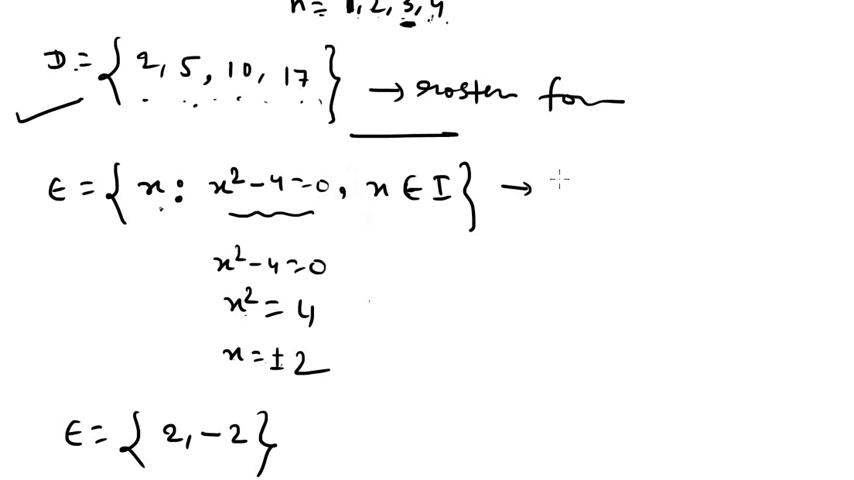 n = 1, 2, 3, 4
D = { 2, 5, 10, 17 } → roster form
E = { x : x² - 4 = 0, x ∈ I } →
x² - 4 = 0
x² = 4
x = ± 2
E = { 2, -2 }